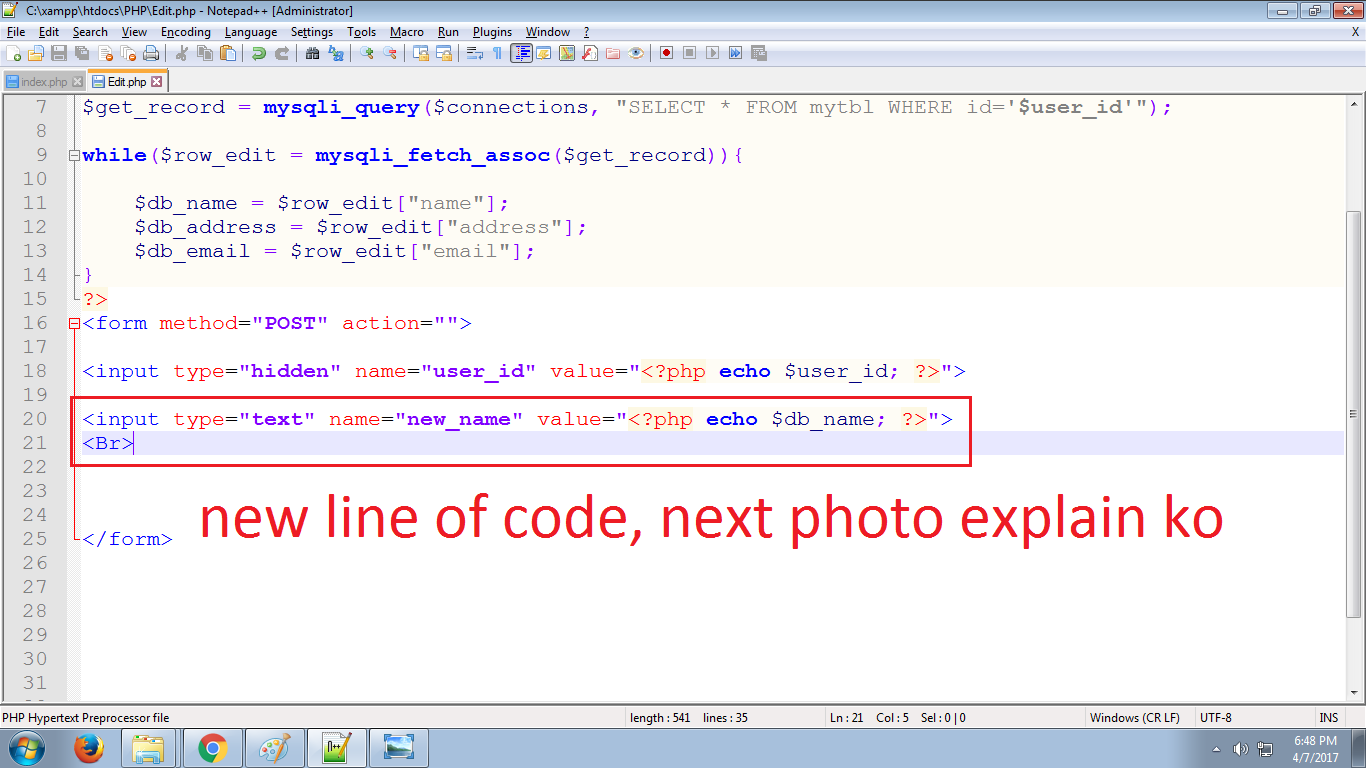 C:\xampp\htdocs\PHP\Edit.php - Notepad++ [Administrator]
File Edit Search View Encoding Language Settings Tools Macro Run Plugins Window ? X
index.php Edit.php
7 $get_record = mysqli_query($connections, "SELECT * FROM mytbl WHERE id='$user_id'");
8
9 while($row_edit = mysqli_fetch_assoc($get_record)){
10
11 $db_name = $row_edit["name"];
12 $db_address = $row_edit["address"];
13 $db_email = $row_edit["email"];
14 }
15 ?>
16 <form method="POST" action="">
17
18 <input type="hidden" name="user_id" value="<?php echo $user_id; ?>">
19
20 <input type="text" name="new_name" value="<?php echo $db_name; ?>">
21 <Br>
22
23
24
new line of code, next photo explain ko
25 </form>
26
27
28
29
30
31
PHP Hypertext Preprocessor file length : 541 lines : 35 Ln : 21 Col : 5 Sel : 0 | 0 Windows (CR LF) UTF-8 INS
6:48 PM
4/7/2017